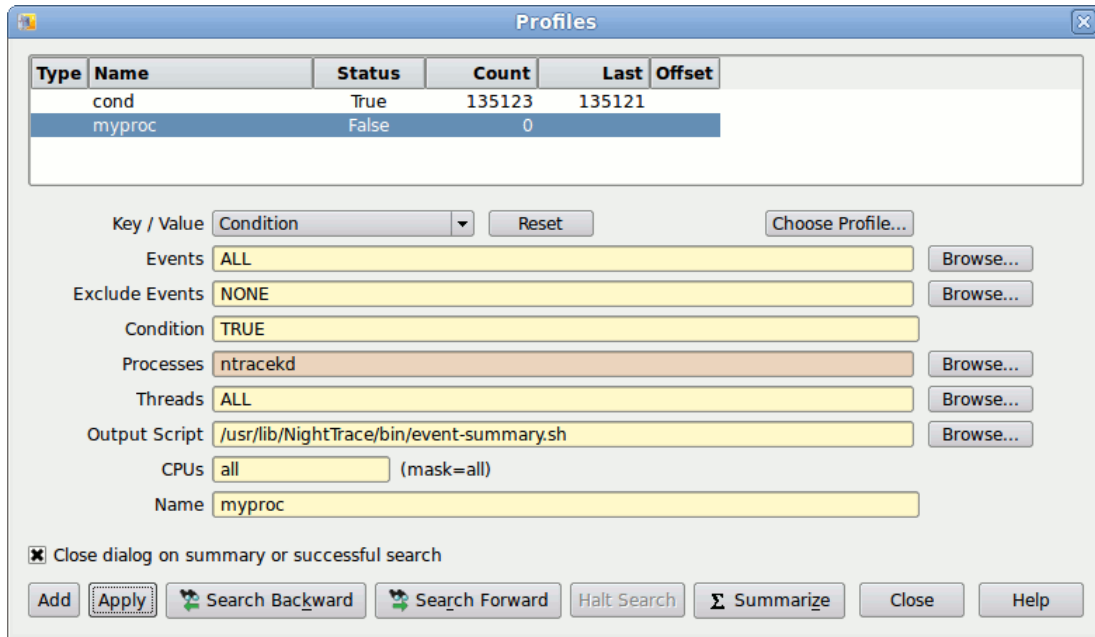 Profiles
Type Name Status Count Last Offset
cond True 135123 135121
myproc False 0
Key / Value Condition Reset Choose Profile...
Events ALL Browse...
Exclude Events NONE Browse...
Condition TRUE
Processes ntracekd Browse...
Threads ALL Browse...
Output Script /usr/lib/NightTrace/bin/event-summary.sh Browse...
CPUs all (mask=all)
Name myproc
Close dialog on summary or successful search
Add Apply Search Backward Search Forward Halt Search Σ Summarize Close Help